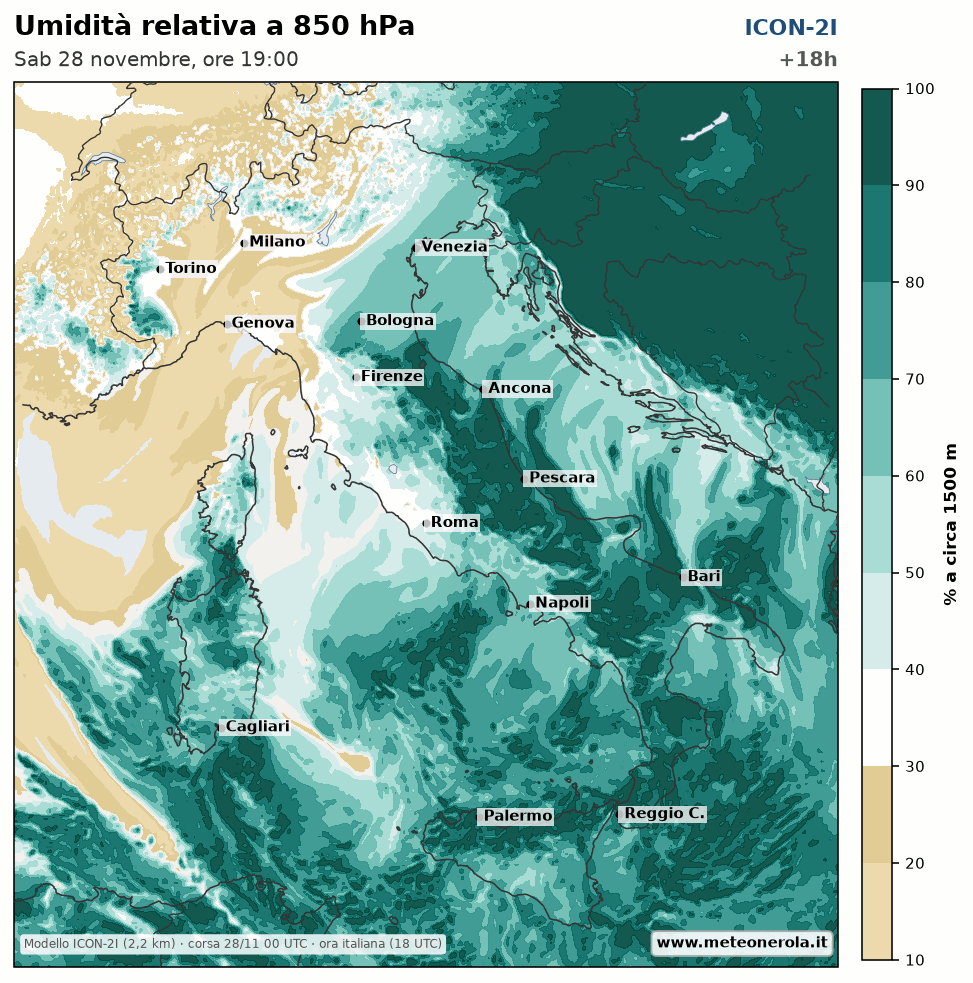 Umidità relativa a 850 hPa
ICON-2I
Sab 28 novembre, ore 19:00
+18h
100
90
80
70
60
50
40
30
20
10
% a circa 1500 m
Milano
Venezia
Torino
Bologna
Genova
Firenze
Ancona
Pescara
Roma
Bari
Napoli
Cagliari
Palermo
Reggio C.
Modello ICON-2I (2,2 km) · corsa 28/11 00 UTC · ora italiana (18 UTC)
www.meteonerola.it